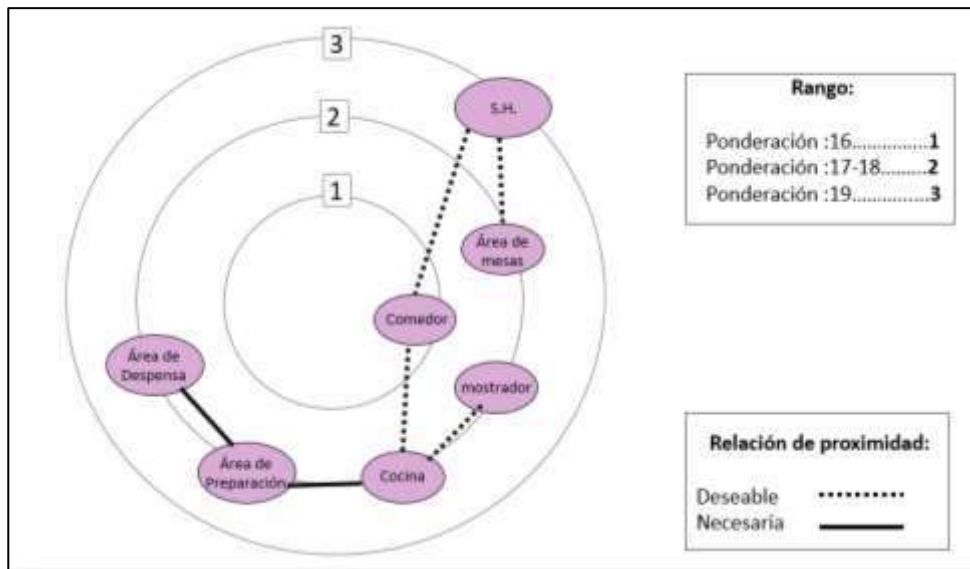 3
2
1
S.H.
Área de
mesas
Comedor
Área de
Despensa
mostrador
Área de
Preparación
Cocina
Rango:
Ponderación :16...............1
Ponderación :17-18........2
Ponderación :19..............3
Relación de proximidad:
Deseable
Necesaria